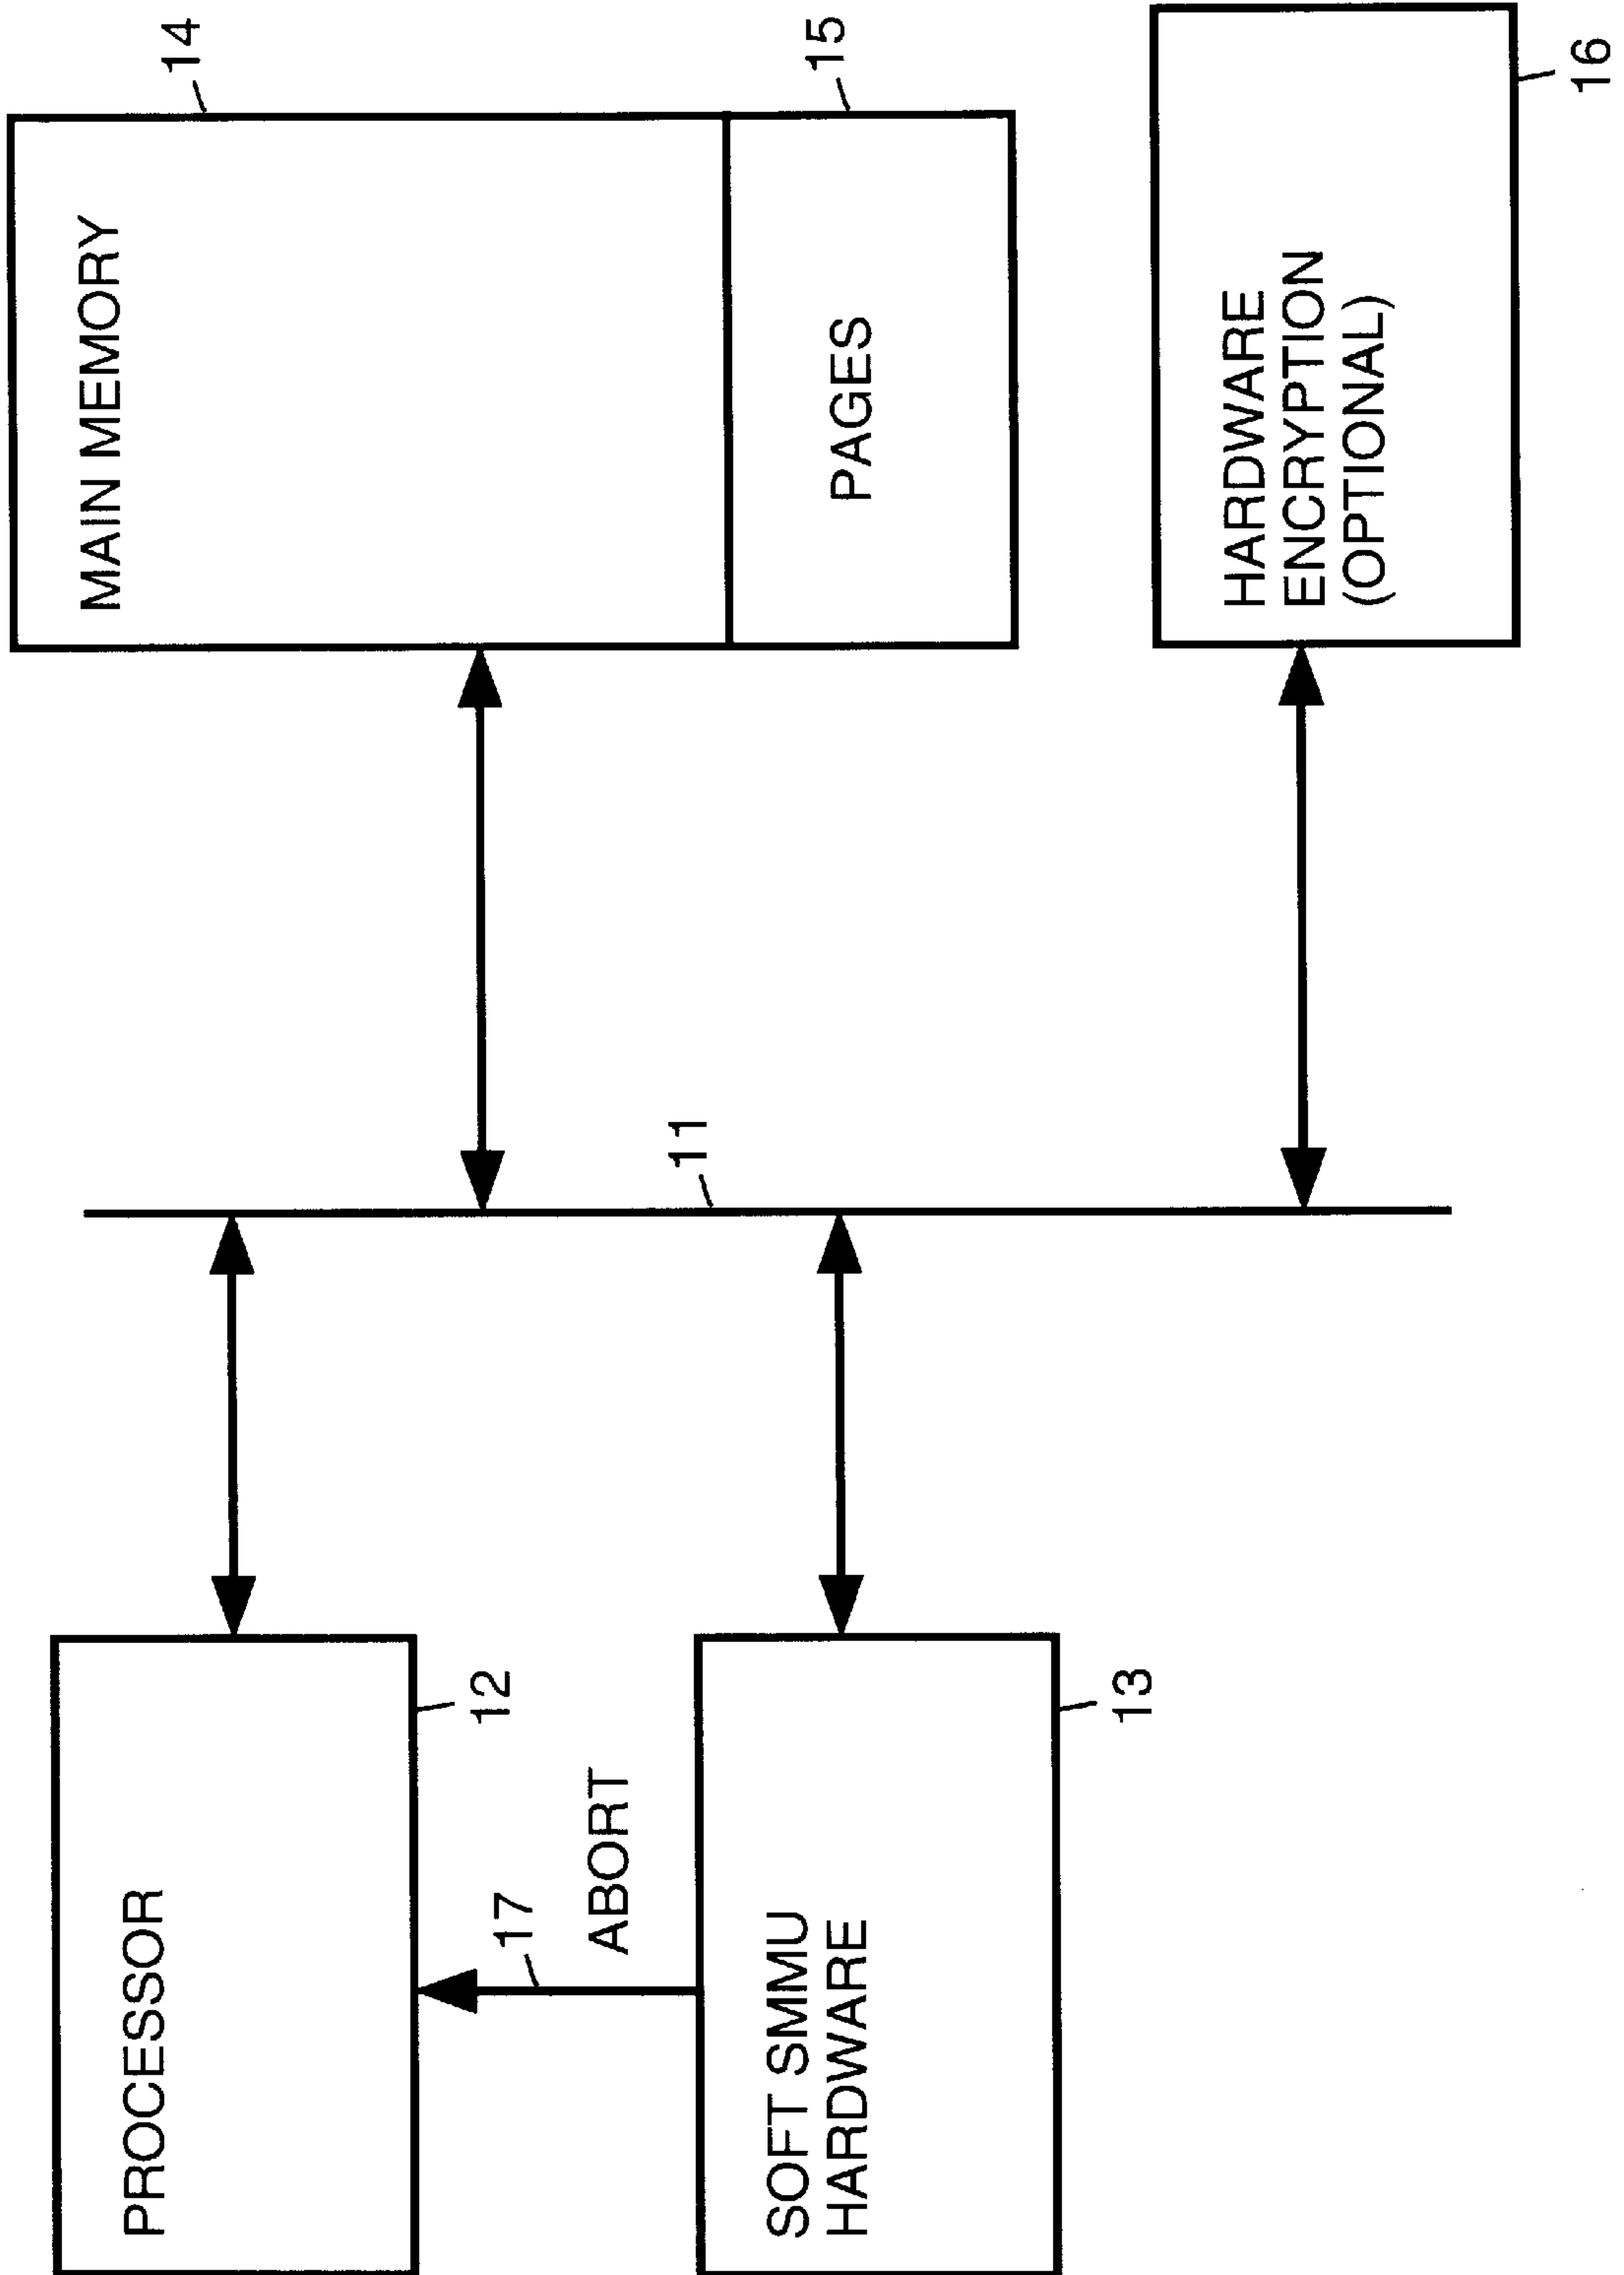 MAIN MEMORY
14
PAGES
15
HARDWARE
ENCRYPTION
(OPTIONAL)
16
11
PROCESSOR
12
17
ABORT
SOFT SMMU
HARDWARE
13